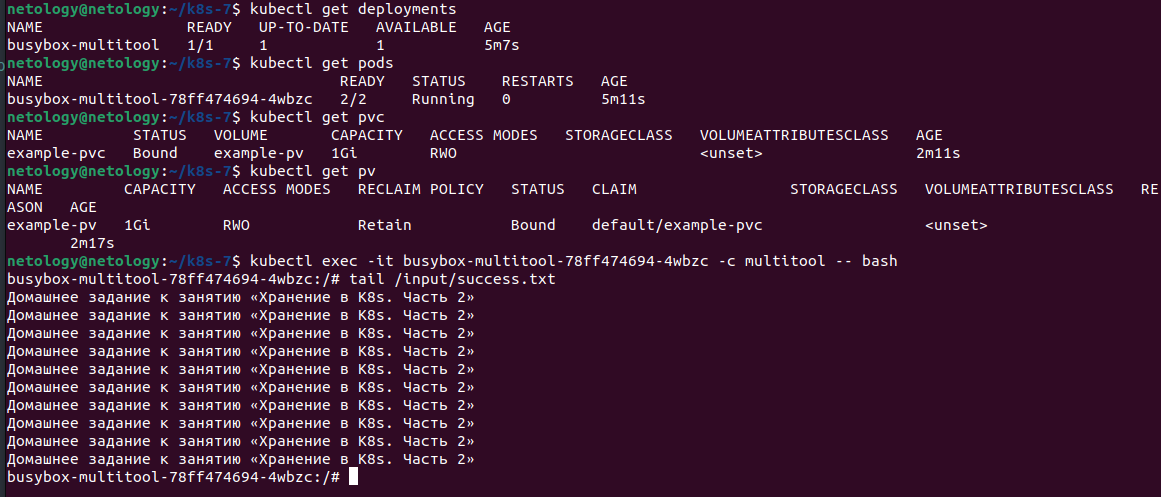 netology@netology:~/k8s-7$ kubectl get deployments
NAME                READY   UP-TO-DATE   AVAILABLE   AGE
busybox-multitool   1/1     1            1           5m7s
netology@netology:~/k8s-7$ kubectl get pods
NAME                                 READY   STATUS    RESTARTS   AGE
busybox-multitool-78ff474694-4wbzc   2/2     Running   0          5m11s
netology@netology:~/k8s-7$ kubectl get pvc
NAME          STATUS   VOLUME       CAPACITY   ACCESS MODES   STORAGECLASS   VOLUMEATTRIBUTESCLASS   AGE
example-pvc   Bound    example-pv   1Gi        RWO                           <unset>                 2m11s
netology@netology:~/k8s-7$ kubectl get pv
NAME         CAPACITY   ACCESS MODES   RECLAIM POLICY   STATUS   CLAIM                 STORAGECLASS   VOLUMEATTRIBUTESCLASS   RE
ASON   AGE
example-pv   1Gi        RWO            Retain           Bound    default/example-pvc                  <unset>
       2m17s
netology@netology:~/k8s-7$ kubectl exec -it busybox-multitool-78ff474694-4wbzc -c multitool -- bash
busybox-multitool-78ff474694-4wbzc:/# tail /input/success.txt
Домашнее задание к занятию «Хранение в K8s. Часть 2»
Домашнее задание к занятию «Хранение в K8s. Часть 2»
Домашнее задание к занятию «Хранение в K8s. Часть 2»
Домашнее задание к занятию «Хранение в K8s. Часть 2»
Домашнее задание к занятию «Хранение в K8s. Часть 2»
Домашнее задание к занятию «Хранение в K8s. Часть 2»
Домашнее задание к занятию «Хранение в K8s. Часть 2»
Домашнее задание к занятию «Хранение в K8s. Часть 2»
Домашнее задание к занятию «Хранение в K8s. Часть 2»
Домашнее задание к занятию «Хранение в K8s. Часть 2»
busybox-multitool-78ff474694-4wbzc:/#